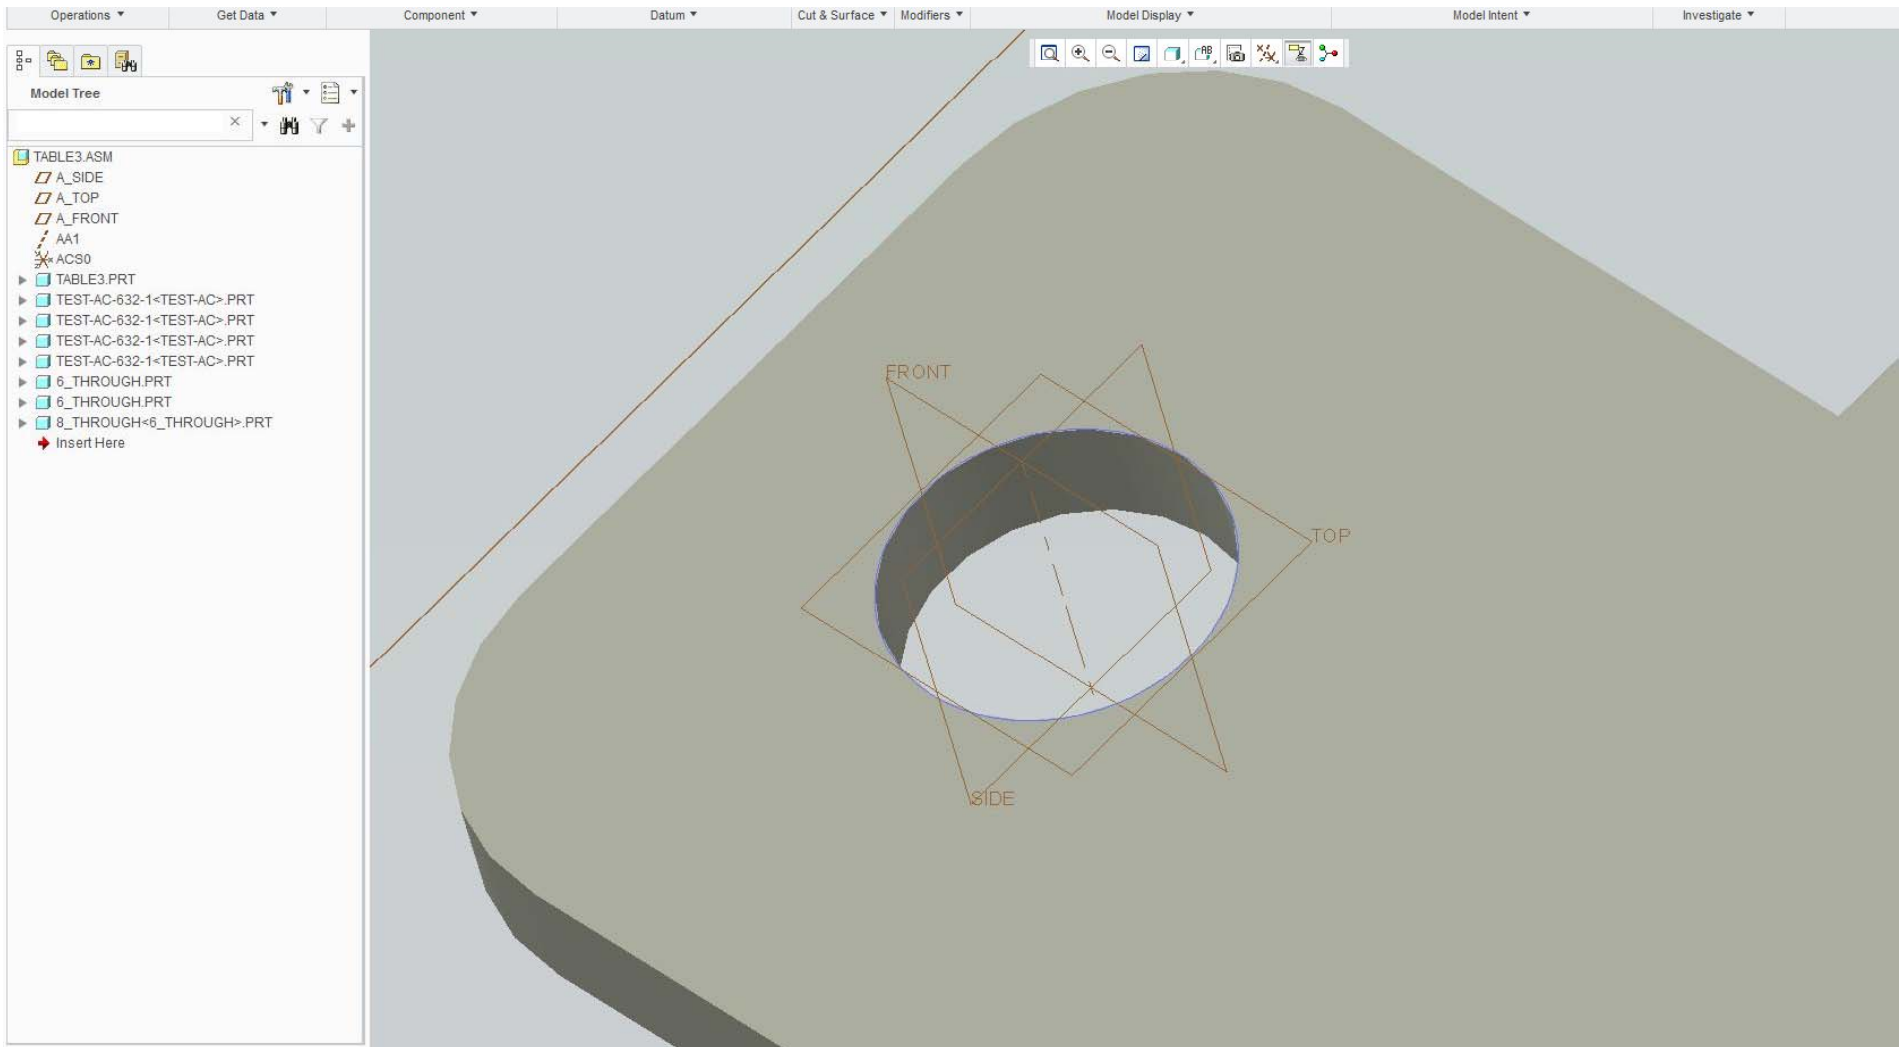 Operations Get Data Component Datum Cut & Surface Modifiers Model Display Model Intent Investigate
Model Tree
TABLE3.ASM
A_SIDE
A_TOP
A_FRONT
AA1
ACS0
TABLE3.PRT
TEST-AC-632-1<TEST-AC>.PRT
TEST-AC-632-1<TEST-AC>.PRT
TEST-AC-632-1<TEST-AC>.PRT
TEST-AC-632-1<TEST-AC>.PRT
6_THROUGH.PRT
6_THROUGH.PRT
8_THROUGH<6_THROUGH>.PRT
Insert Here
FRONT
TOP
SIDE